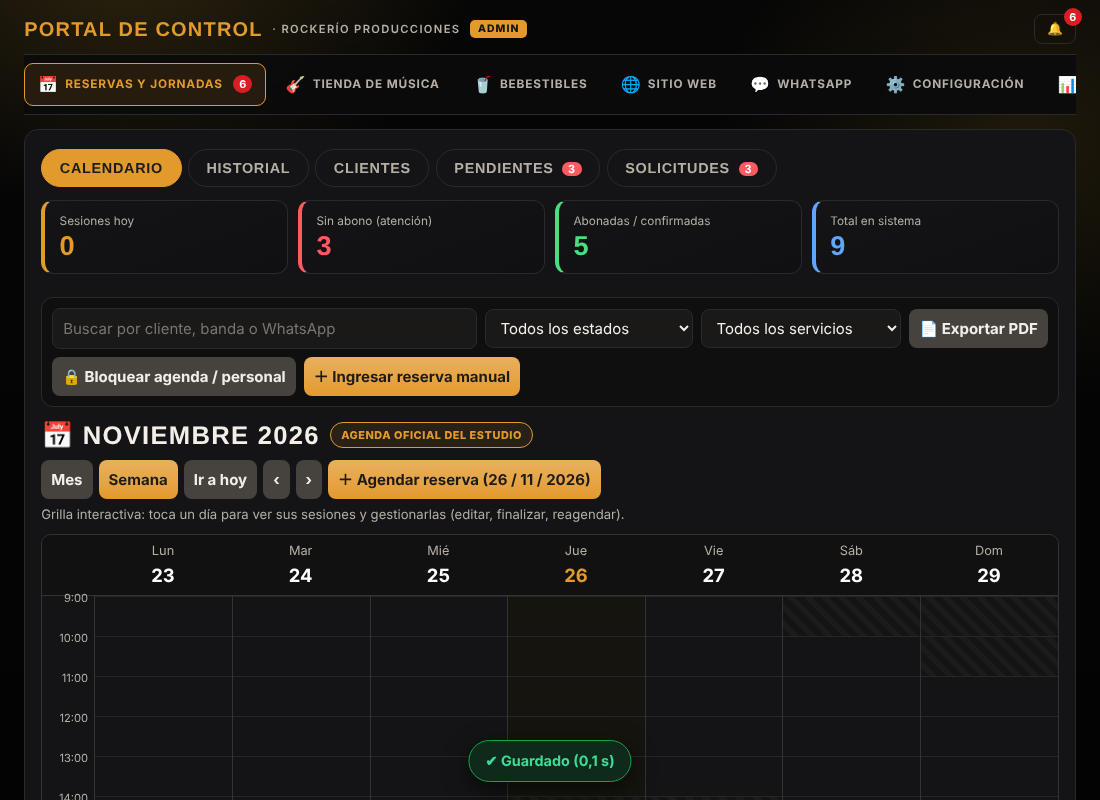 PORTAL DE CONTROL · ROCKERÍO PRODUCCIONES ADMIN 🔔 6
📅 RESERVAS Y JORNADAS 6 🎸 TIENDA DE MÚSICA 🥤 BEBESTIBLES 🌐 SITIO WEB 💬 WHATSAPP ⚙️ CONFIGURACIÓN 📊
CALENDARIO HISTORIAL CLIENTES PENDIENTES 3 SOLICITUDES 3
Sesiones hoy Sin abono (atención) Abonadas / confirmadas Total en sistema
0 3 5 9
Buscar por cliente, banda o WhatsApp Todos los estados Todos los servicios 📄 Exportar PDF
🔒 Bloquear agenda / personal + Ingresar reserva manual
📅 NOVIEMBRE 2026 AGENDA OFICIAL DEL ESTUDIO
Mes Semana Ir a hoy ‹ › + Agendar reserva (26 / 11 / 2026)
Grilla interactiva: toca un día para ver sus sesiones y gestionarlas (editar, finalizar, reagendar).
Lun Mar Mié Jue Vie Sáb Dom
23 24 25 26 27 28 29
9:00
10:00
11:00
12:00
13:00
✔ Guardado (0,1 s)
14:00